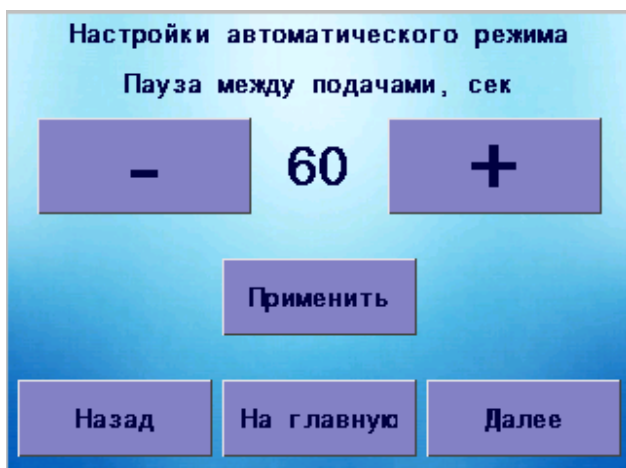 Настройки автоматического режима
Пауза между подачами, сек
- 60 +
Применить
Назад На главную Далее